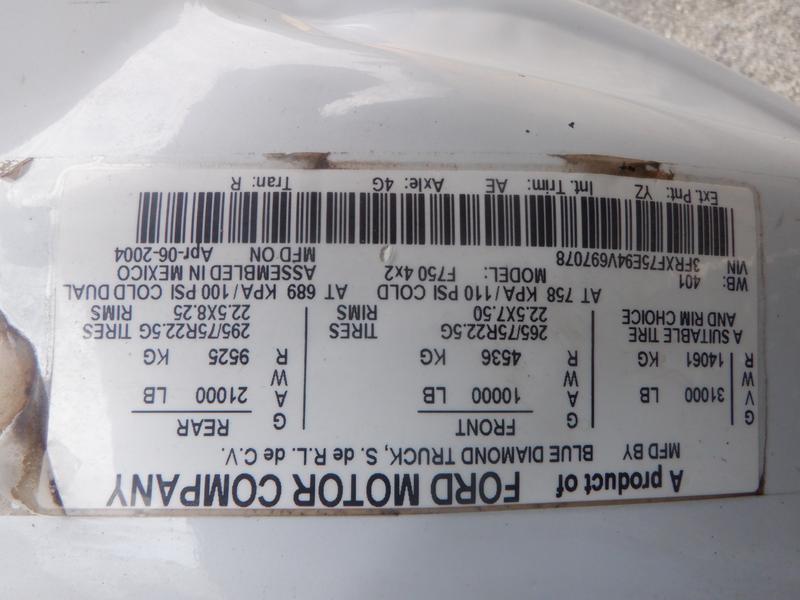 A product of FORD MOTOR COMPANY
MFD BY BLUE DIAMOND TRUCK, S. de R.L. de C.V.
G FRONT G REAR
V 31000 LB A 10000 LB A 21000 LB
W W W
R 14061 KG R 4536 KG R 9525 KG
A SUITABLE TIRE 265/75R22.5G TIRES 295/75R22.5G TIRES
AND RIM CHOICE 22.5X7.50 RIMS 22.5X8.25 RIMS
AT 758 KPA/110 PSI COLD AT 689 KPA/100 PSI COLD DUAL
WB: 401 MODEL: F750 4x2 ASSEMBLED IN MEXICO
VIN 3FRXF75E94V697078 MFD ON Apr-06-2004
Ext. Pnt: YZ Int. Trim: AE Axle: 4G Tran: R